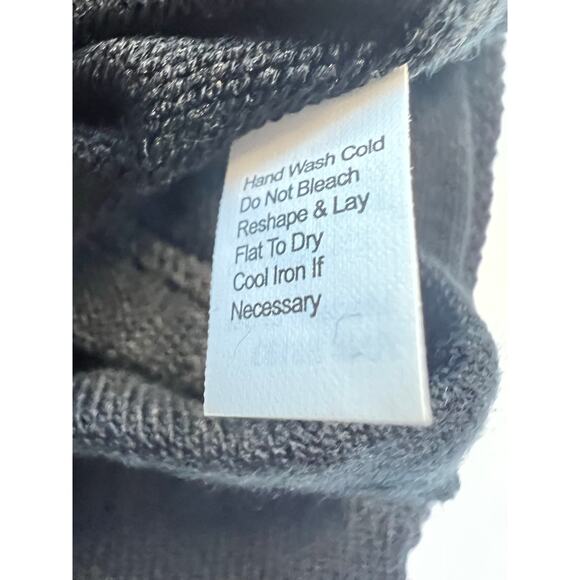 Hand Wash Cold
Do Not Bleach
Reshape & Lay
Flat To Dry
Cool Iron If
Necessary